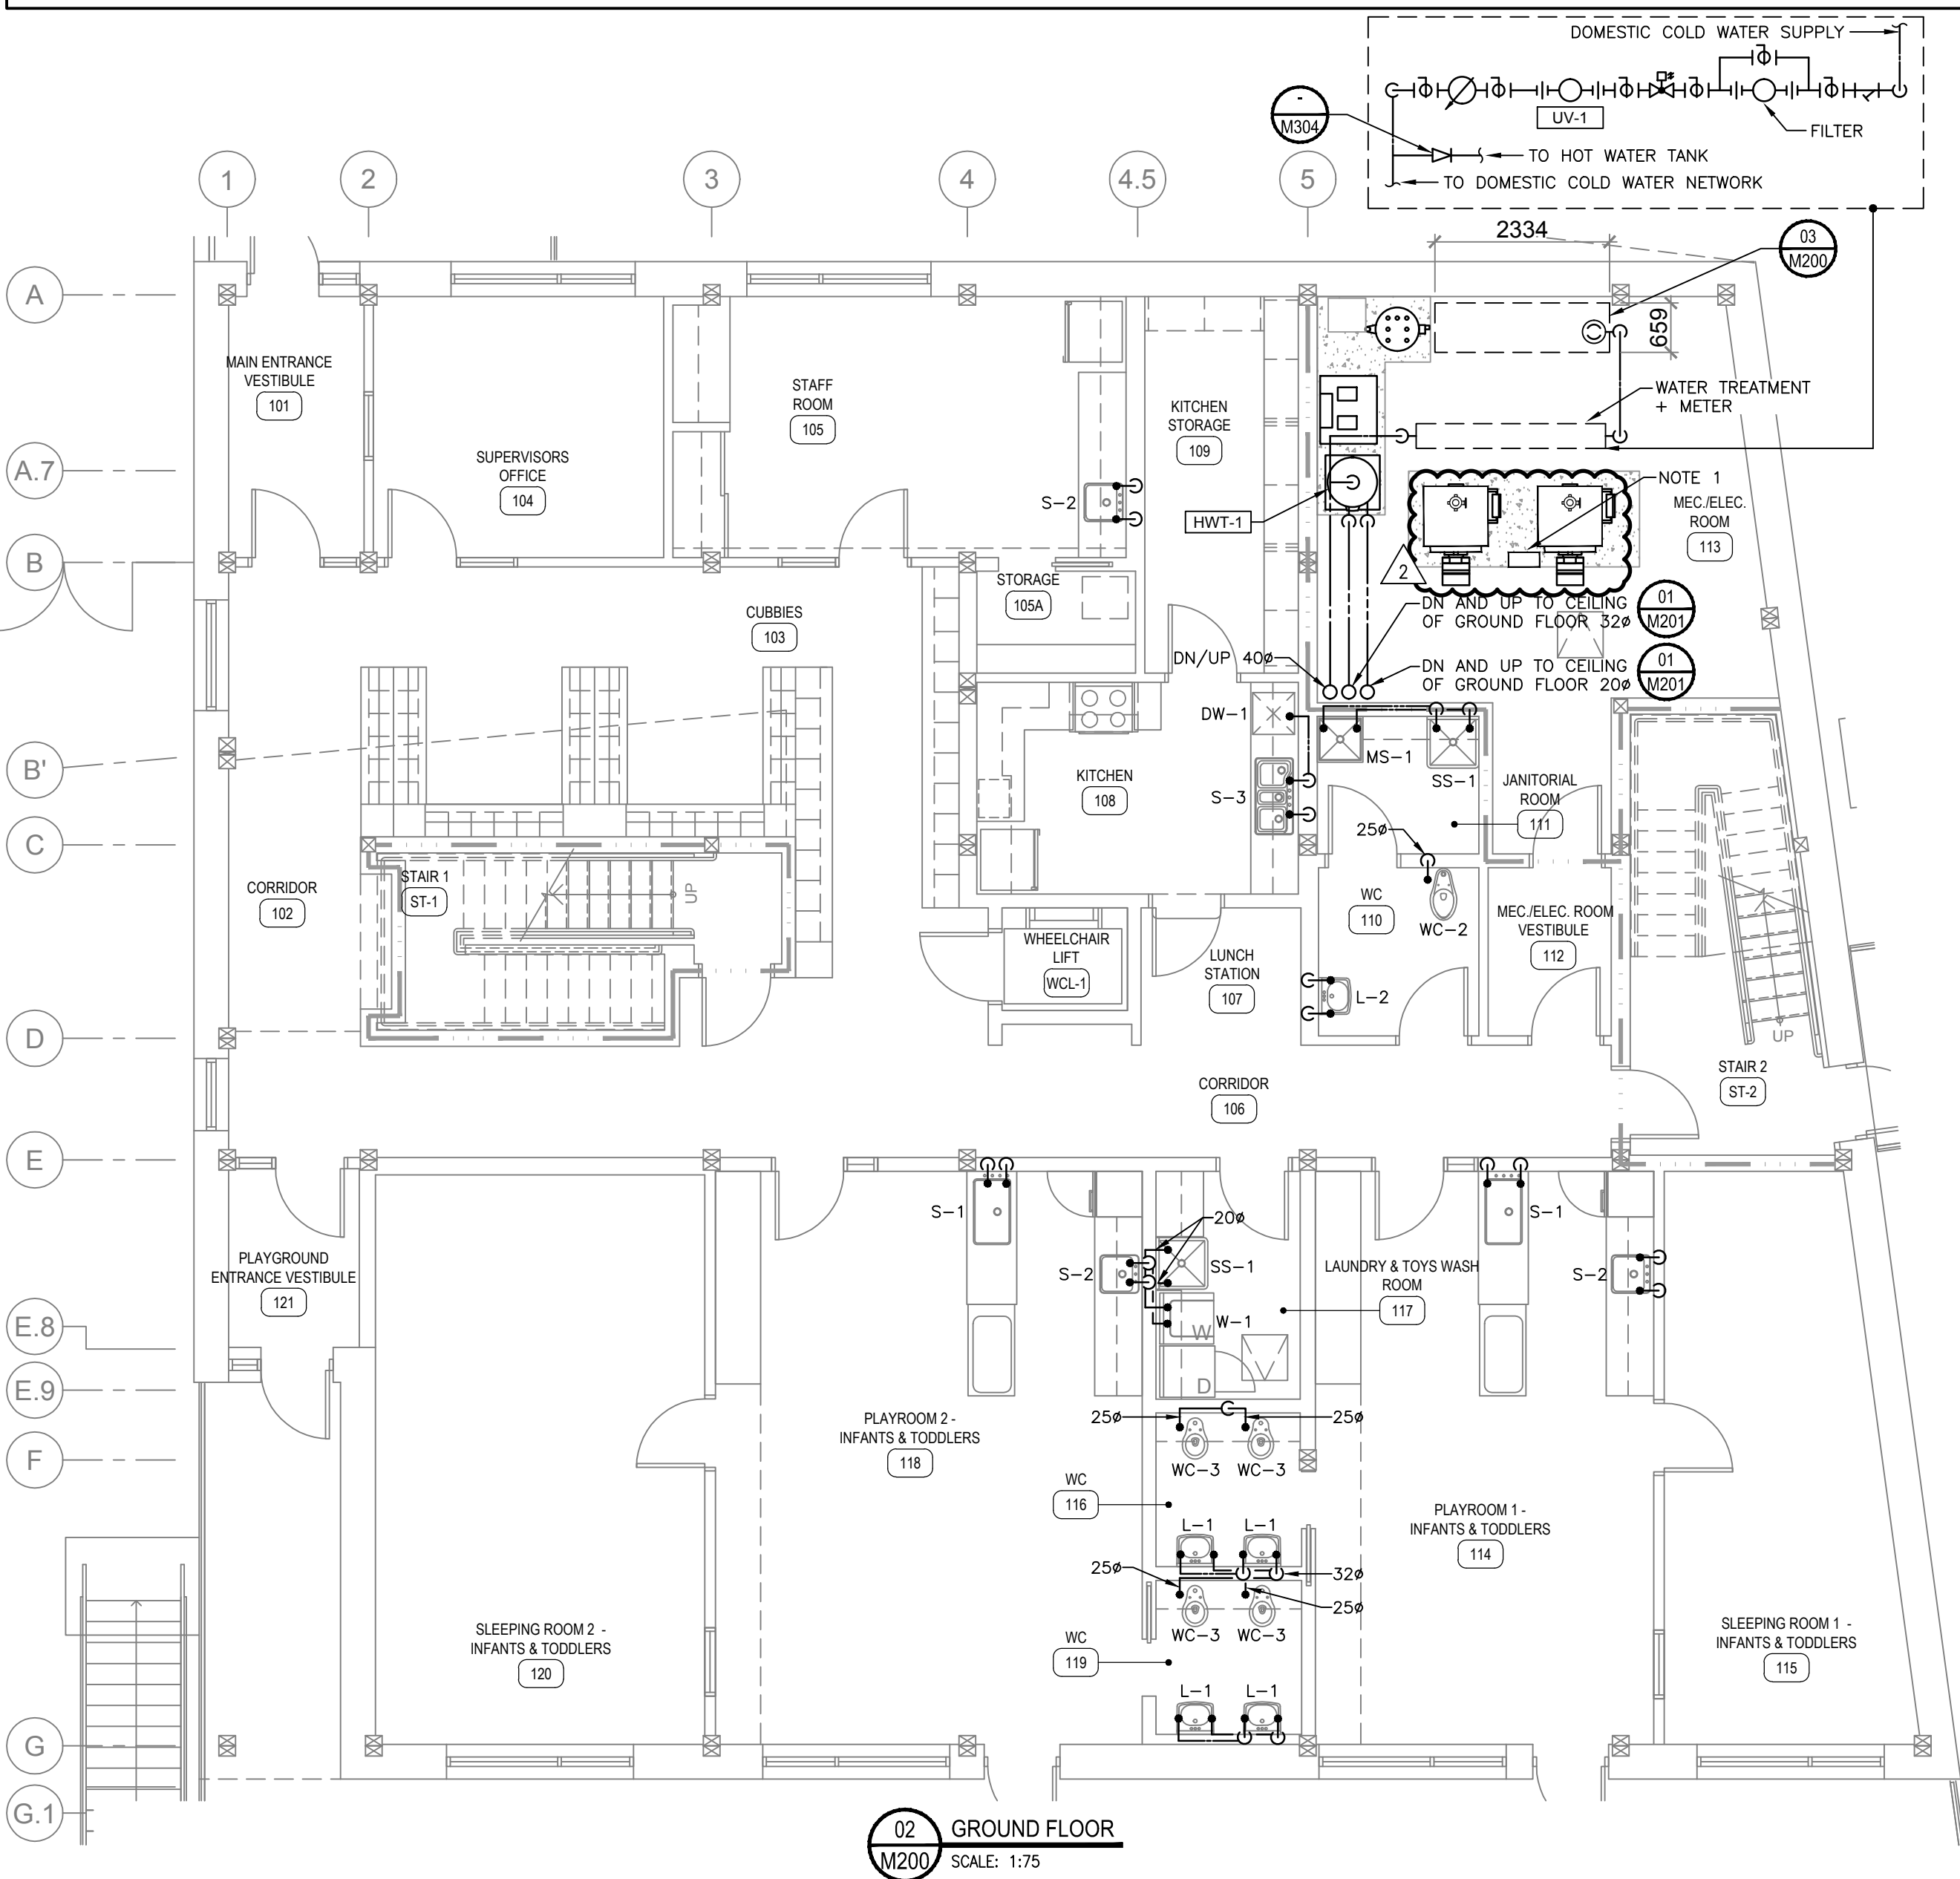 DOMESTIC COLD WATER SUPPLY
UV-1
FILTER
-
M304
TO HOT WATER TANK
TO DOMESTIC COLD WATER NETWORK
1
2
3
4
4.5
5
2334
03
M200
659
A
A.7
B
B'
C
D
E
E.8
E.9
F
G
G.1
MAIN ENTRANCE
VESTIBULE
101
SUPERVISORS
OFFICE
104
STAFF
ROOM
105
S-2
KITCHEN
STORAGE
109
WATER TREATMENT
+ METER
HWT-1
NOTE 1
MEC./ELEC.
ROOM
113
2
STORAGE
105A
CUBBIES
103
DN AND UP TO CEILING
OF GROUND FLOOR 32ø
01
M201
DN/UP 40ø
DN AND UP TO CEILING
OF GROUND FLOOR 20ø
01
M201
DW-1
MS-1
SS-1
KITCHEN
108
S-3
JANITORIAL
ROOM
111
25ø
CORRIDOR
102
STAIR 1
ST-1
UP
WC
110
WC-2
MEC./ELEC. ROOM
VESTIBULE
112
WHEELCHAIR
LIFT
WCL-1
LUNCH
STATION
107
L-2
UP
STAIR 2
ST-2
CORRIDOR
106
S-1
20ø
S-1
PLAYGROUND
ENTRANCE VESTIBULE
121
S-2
SS-1
LAUNDRY & TOYS WASH
ROOM
117
S-2
W-1
W
D
25ø
25ø
PLAYROOM 2 -
INFANTS & TODDLERS
118
WC-3
WC-3
WC
116
PLAYROOM 1 -
INFANTS & TODDLERS
114
L-1
L-1
25ø
32ø
25ø
SLEEPING ROOM 2 -
INFANTS & TODDLERS
120
WC
119
WC-3
WC-3
SLEEPING ROOM 1 -
INFANTS & TODDLERS
115
L-1
L-1
02
M200
GROUND FLOOR
SCALE: 1:75